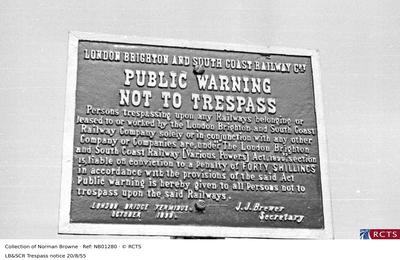 LONDON BRIGHTON AND SOUTH COAST RAILWAY COY
PUBLIC WARNING
NOT TO TRESPASS
Persons trespassing upon any Railways belonging or
leased to or worked by the London Brighton and South Coast
Railway Company solely or in conjunction with any other
Company or Companies are, under the London Brighton
and South Coast Railway (Various Powers) Act, 1899, section
is, liable on conviction to a penalty of FORTY SHILLINGS
in accordance with the provisions of the said Act
Public warning is hereby given to all Persons not to
trespass upon the said Railways.
LONDON BRIDGE TERMINUS. J.J. Brewer
OCTOBER 1899. Secretary
Collection of Norman Browne · Ref: NB01280 · © RCTS
LB&SCR Trespass notice 20/8/55
RCTS